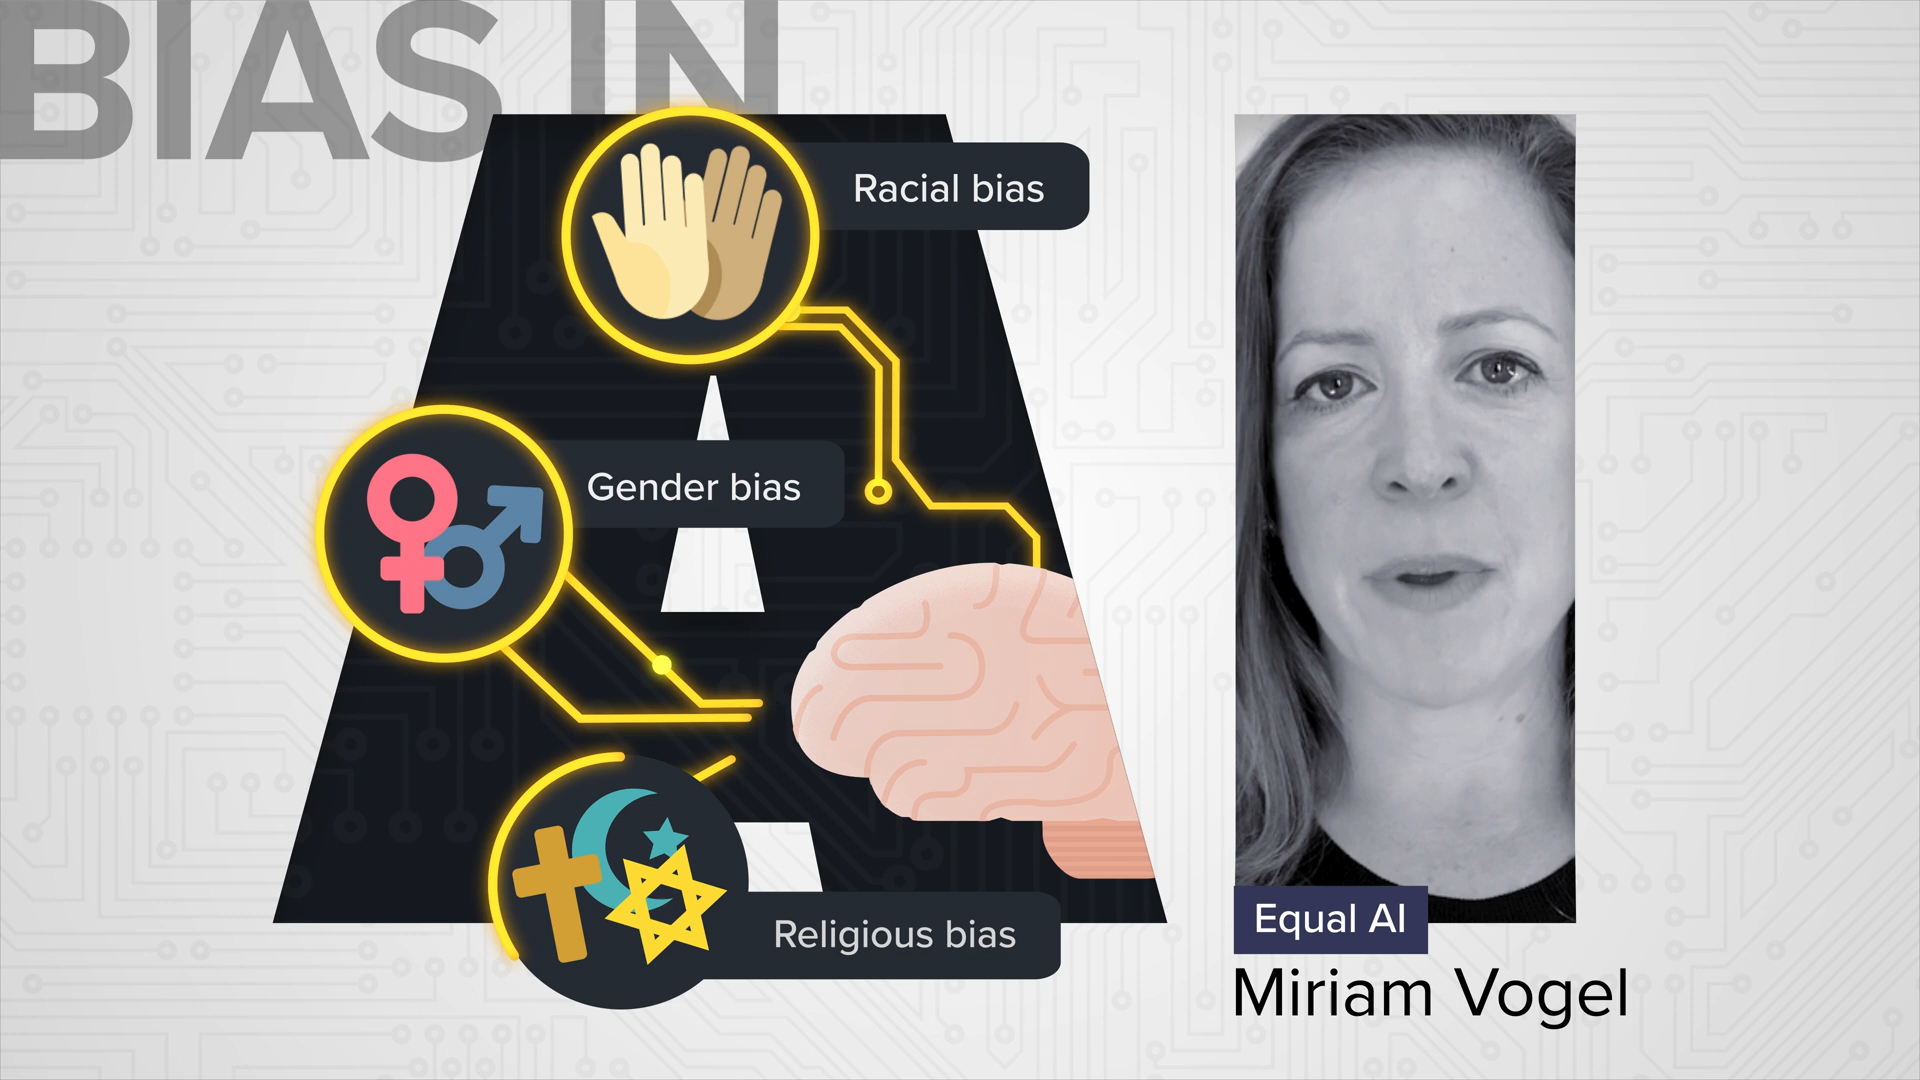 BIAS IN
A
Racial bias
Gender bias
Religious bias
Equal AI
Miriam Vogel